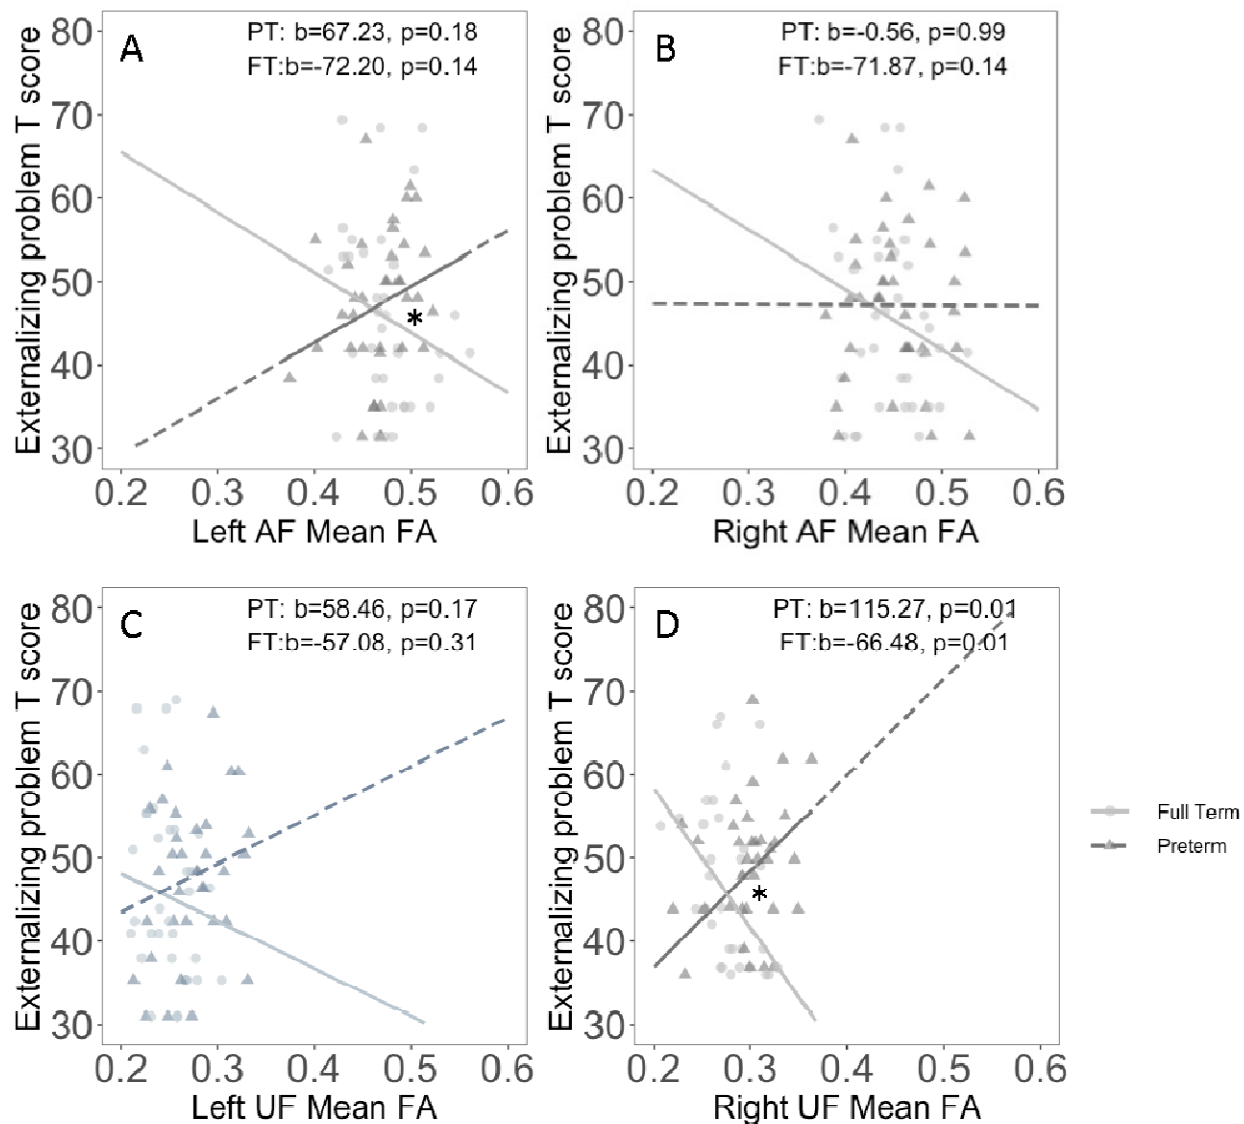 A
PT: b=67.23, p=0.18
FT:b=-72.20, p=0.14
Externalizing problem T score
80
70
60
50
40
30
*
0.2 0.3 0.4 0.5 0.6
Left AF Mean FA
B
PT: b=-0.56, p=0.99
FT:b=-71.87, p=0.14
Externalizing problem T score
80
70
60
50
40
30
0.2 0.3 0.4 0.5 0.6
Right AF Mean FA
C
PT: b=58.46, p=0.17
FT:b=-57.08, p=0.31
Externalizing problem T score
80
70
60
50
40
30
0.2 0.3 0.4 0.5 0.6
Left UF Mean FA
D
PT: b=115.27, p=0.01
FT:b=-66.48, p=0.01
Externalizing problem T score
80
70
60
50
40
30
*
0.2 0.3 0.4 0.5 0.6
Right UF Mean FA
Full Term
Preterm